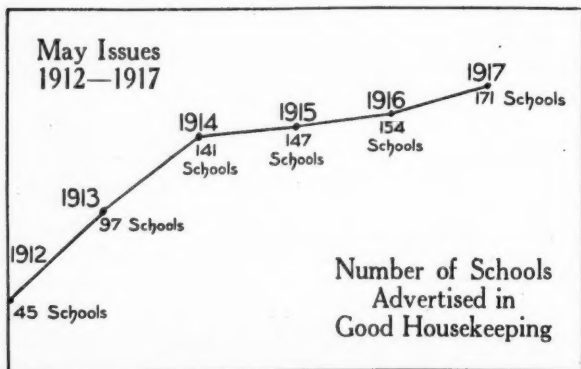 May Issues
1912—1917
1917
171 Schools
1916
154
Schools
1915
147
Schools
1914
141
Schools
1913
97 Schools
1912
45 Schools
Number of Schools
Advertised in
Good Housekeeping